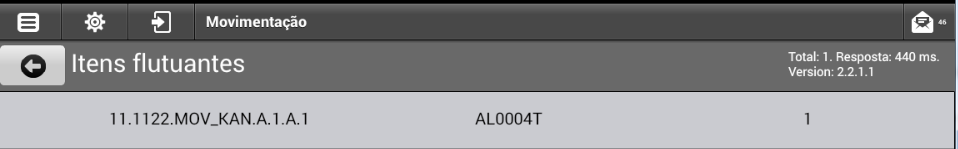 Movimentação
46
Itens flutuantes
Total: 1. Resposta: 440 ms.
Version: 2.2.1.1
11.1122.MOV_KAN.A.1.A.1 AL0004T 1